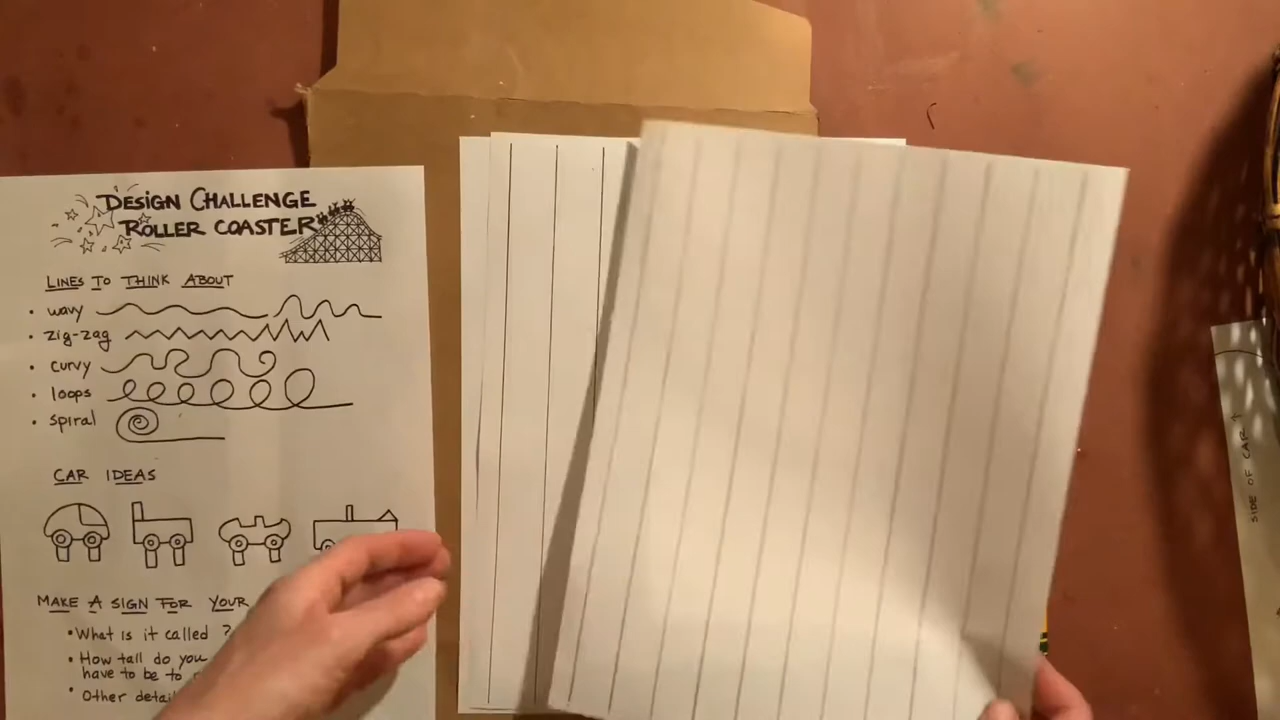 DESIGN CHALLENGE
ROLLER COASTER
LINES TO THINK ABOUT
• wavy
• zig-zag
• curvy
• loops
• spiral
CAR IDEAS
MAKE A SIGN FOR YOUR
• What is it called ?
• How tall do you
have to be to
• Other
SIDE OF CAR ↑